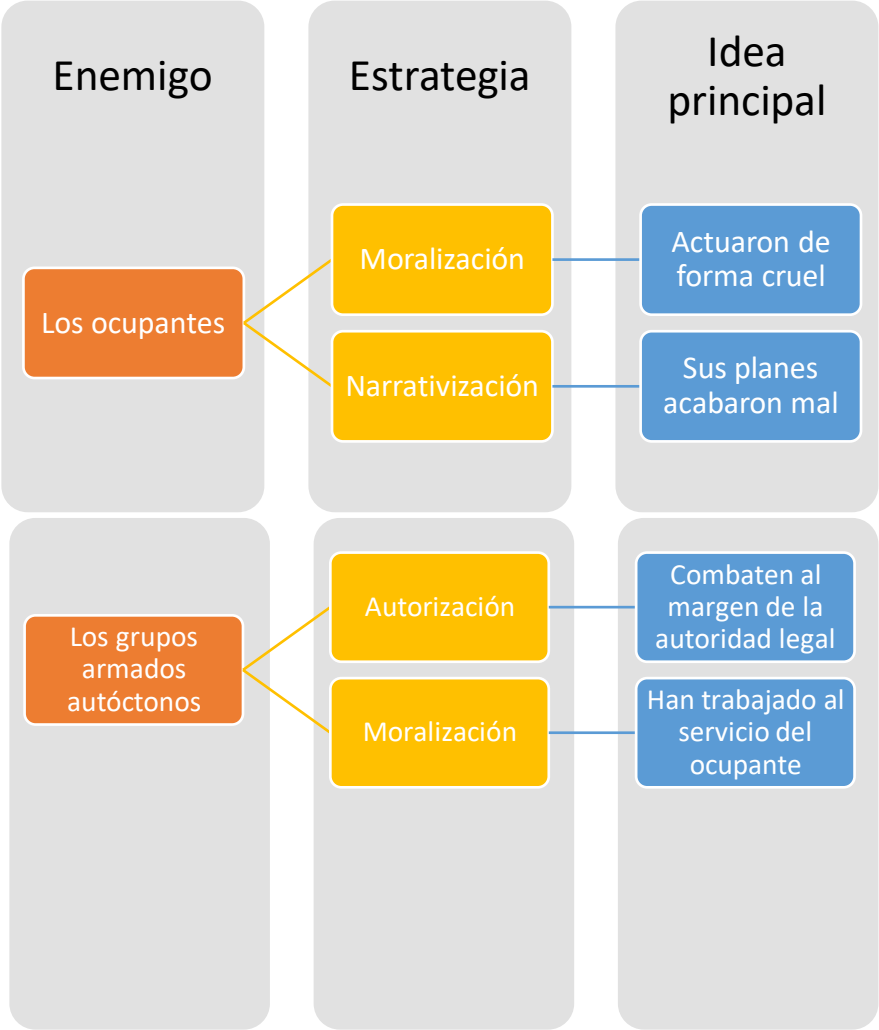 Enemigo
Estrategia
Idea
principal
Los ocupantes
Moralización
Actuaron de
forma cruel
Narrativización
Sus planes
acabaron mal
Los grupos
armados
autóctonos
Autorización
Combaten al
margen de la
autoridad legal
Moralización
Han trabajado al
servicio del
ocupante